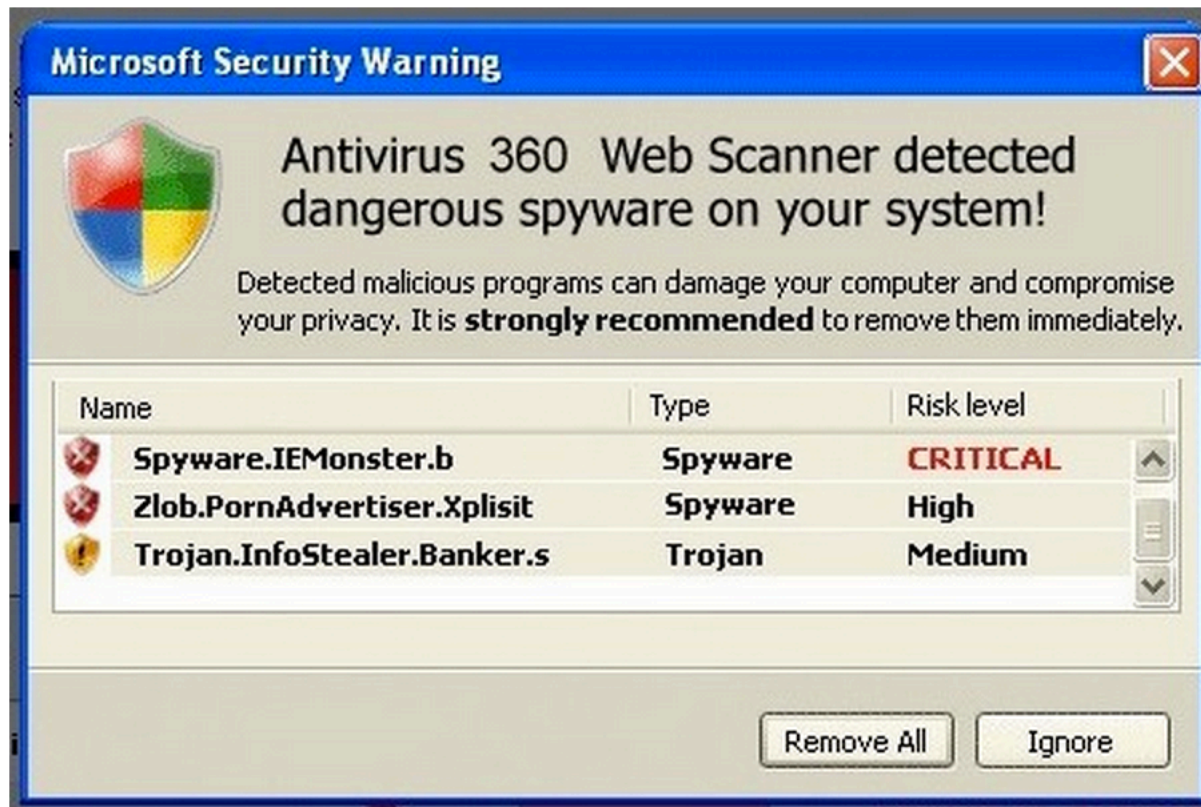 Microsoft Security Warning
Antivirus 360 Web Scanner detected
dangerous spyware on your system!
Detected malicious programs can damage your computer and compromise
your privacy. It is strongly recommended to remove them immediately.
Name Type Risk level
Spyware.IEMonster.b Spyware CRITICAL
Zlob.PornAdvertiser.Xplisit Spyware High
Trojan.InfoStealer.Banker.s Trojan Medium
Remove All Ignore